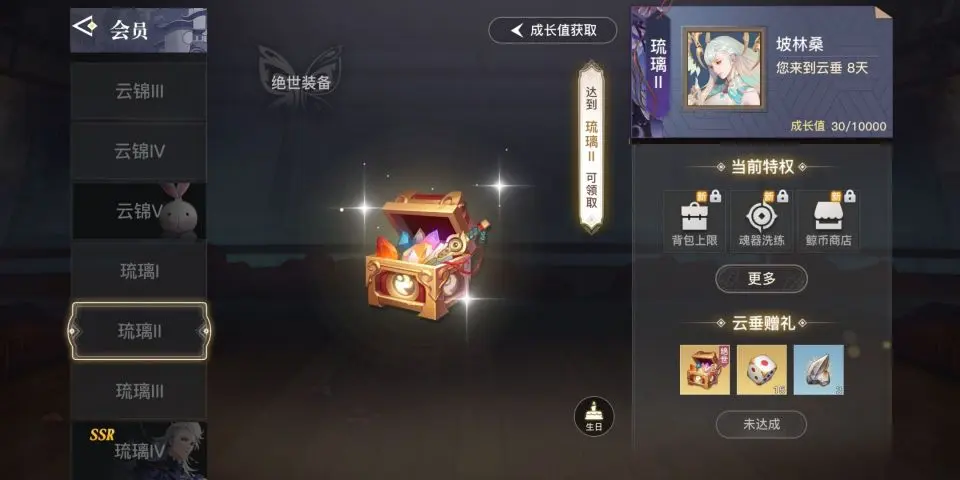 会员
云锦III
云锦IV
云锦V
琉璃I
琉璃II
琉璃III
SSR
琉璃IV
绝世装备
成长值获取
达到 琉璃II 可领取
生日
琉璃II
坡林桑
您来到云垂 8天
成长值 30/10000
当前特权
新
背包上限
新
魂器洗练
新
鲸币商店
更多
云垂赠礼
绝世
未达成